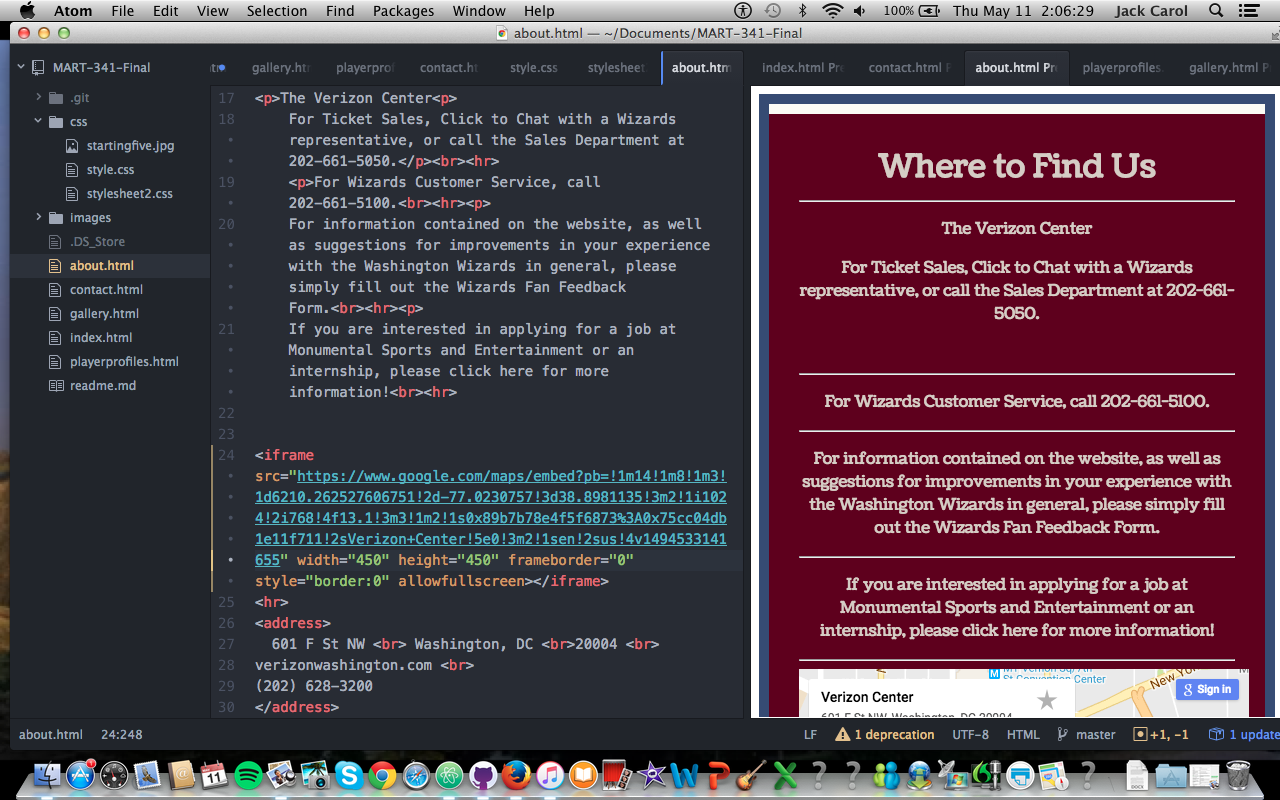 Atom File Edit View Selection Find Packages Window Help 100% Thu May 11 2:06:29 Jack Carol
about.html — ~/Documents/MART-341-Final
MART-341-Final
.git
css
startingfive.jpg
style.css
stylesheet2.css
images
.DS_Store
about.html
contact.html
gallery.html
index.html
playerprofiles.html
readme.md
gallery.htr playerprof contact.ht style.css stylesheet. about.htm
index.html Pre contact.html P about.html Pre playerprofiles. gallery.html P
17 <p>The Verizon Center<p>
18 For Ticket Sales, Click to Chat with a Wizards
representative, or call the Sales Department at
202-661-5050.</p><br><hr>
19 <p>For Wizards Customer Service, call
202-661-5100.<br><hr><p>
20 For information contained on the website, as well
as suggestions for improvements in your experience
with the Washington Wizards in general, please
simply fill out the Wizards Fan Feedback
Form.<br><hr><p>
21 If you are interested in applying for a job at
Monumental Sports and Entertainment or an
internship, please click here for more
information!<br><hr>
22
23
24 <iframe
src="https://www.google.com/maps/embed?pb=!1m14!1m8!1m3!
1d6210.262527606751!2d-77.0230757!3d38.8981135!3m2!1i102
4!2i768!4f13.1!3m3!1m2!1s0x89b7b78e4f5f6873%3A0x75cc04db
1e11f711!2sVerizon+Center!5e0!3m2!1sen!2sus!4v1494533141
655" width="450" height="450" frameborder="0"
style="border:0" allowfullscreen></iframe>
25 <hr>
26 <address>
27 601 F St NW <br> Washington, DC <br>20004 <br>
28 verizonwashington.com <br>
29 (202) 628-3200
30 </address>
Where to Find Us
The Verizon Center
For Ticket Sales, Click to Chat with a Wizards
representative, or call the Sales Department at 202-661-
5050.
For Wizards Customer Service, call 202-661-5100.
For information contained on the website, as well as
suggestions for improvements in your experience with
the Washington Wizards in general, please simply fill
out the Wizards Fan Feedback Form.
If you are interested in applying for a job at
Monumental Sports and Entertainment or an
internship, please click here for more information!
St Convention Center
New Yo
Verizon Center
Sign in
601 F St NW, Washington, DC 20004
about.html 24:248 LF 1 deprecation UTF-8 HTML master +1, -1 1 update